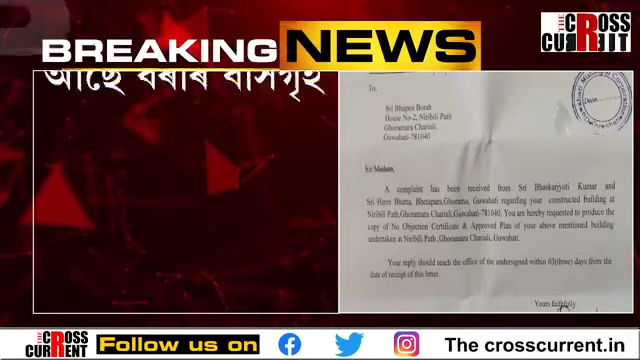 BREAKING NEWS
THE CROSS CURRENT
আছে বৰাৰ বাসগৃহ
To,
Sri Bhapen Borah
House No-2, Niribili Path
Ghoramara Chariali,
Guwahati-781040
Sir/Madam,
A complaint has been received from Sri Bhaskarjyoti Kumar and
Sri Hiren Bhatta, Bhetapara,Ghorama, Guwahati regarding your constructed building at
Niribili Path,Ghoramara Chariali,Guwahati-781040. You are hereby requested to produce the
copy of No Objection Certificate & Approved Plan of your above mentioned building
undertaken at Niribili Path ,Ghoramara Chariali, Guwahati.
Your reply should reach the office of the undersigned within 03(three) days from the
date of receipt of this letter.
Yours faithfully
THE CROSS CURRENT
Follow us on
The crosscurrent.in